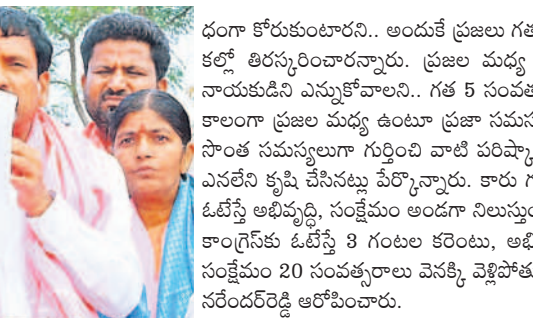 ధంగా కోరుకుంటారని.. అందుకే ప్రజలు గత
కల్లో తిరస్కరించారన్నారు. ప్రజల మధ్య
నాయకుడిని ఎన్నుకోవాలని.. గత 5 సంవత
కాలంగా ప్రజల మధ్య ఉంటూ ప్రజా సమస
సొంత సమస్యలుగా గుర్తించి వాటి పరిష్కా
ఎనలేని కృషి చేసినట్లు పేర్కొన్నారు. కారు గ
ఓటేస్తే అభివృద్ధి, సంక్షేమం అండగా నిలుస్తుం
కాంగ్రెస్‌కు ఓటేస్తే 3 గంటల కరెంటు, అభి
సంక్షేమం 20 సంవత్సరాలు వెనక్కి వెళ్లిపోతు
నరేందర్‌రెడ్డి ఆరోపించారు.